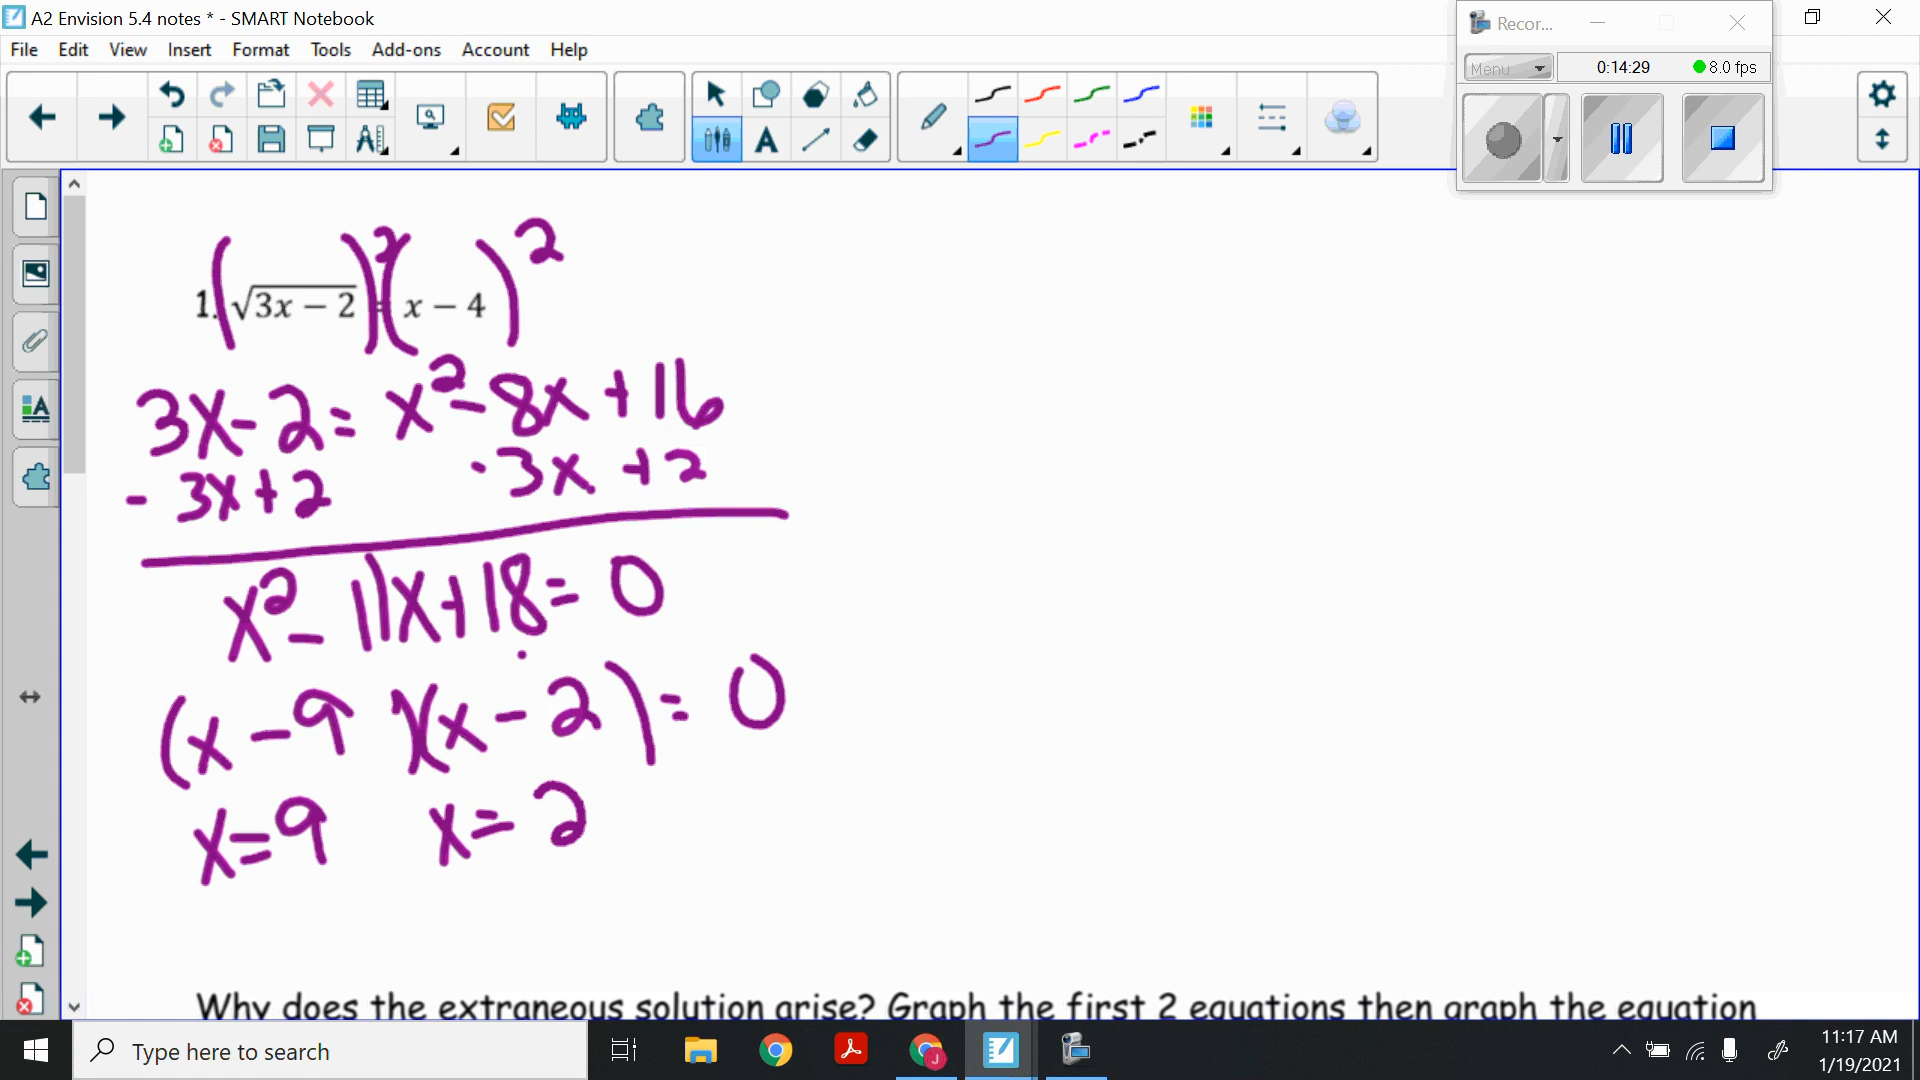 A2 Envision 5.4 notes * - SMART Notebook
File Edit View Insert Format Tools Add-ons Account Help
Recor...
Menu 0:14:29 8.0 fps
1. (√3x − 2)² = (x − 4)²
3x - 2 = x² - 8x + 16
- 3x + 2 - 3x + 2
x² - 11x + 18 = 0
(x - 9)(x - 2) = 0
x = 9 x = 2
Why does the extraneous solution arise? Graph the first 2 equations then graph the equation
Type here to search
11:17 AM
1/19/2021